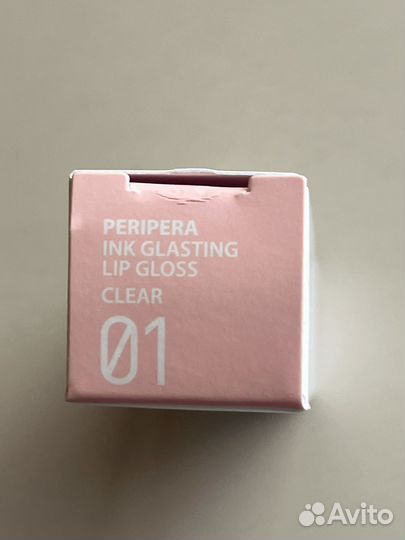 PERIPERA
INK GLASTING
LIP GLOSS
CLEAR
01
Avito